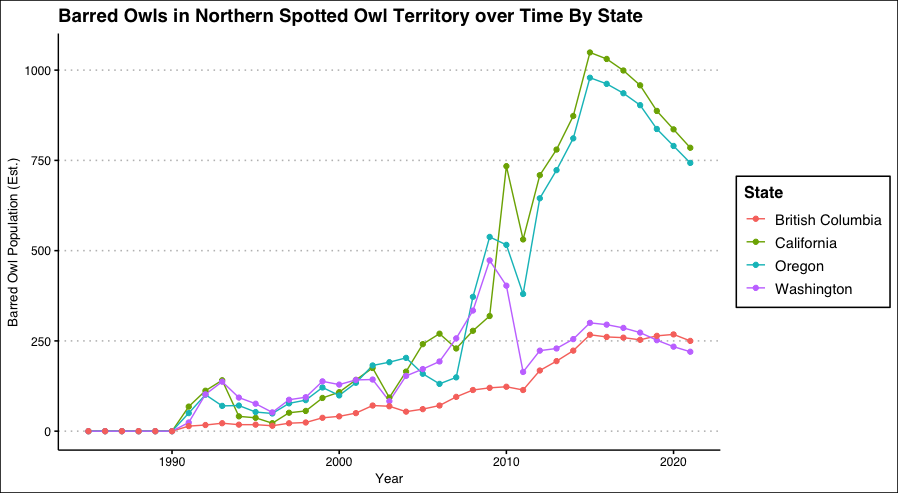 Barred Owls in Northern Spotted Owl Territory over Time By State
Barred Owl Population (Est.)
1000
750
500
250
0
1990
2000
2010
2020
Year
State
British Columbia
California
Oregon
Washington